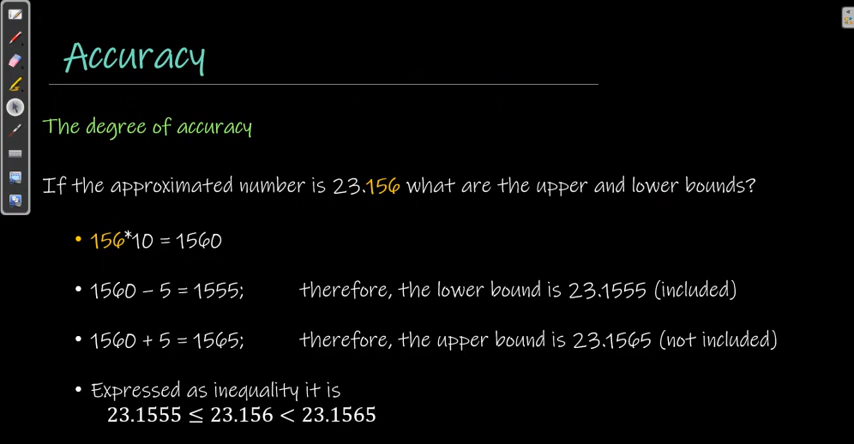 Accuracy
The degree of accuracy
If the approximated number is 23.156 what are the upper and lower bounds?
• 156*10 = 1560
• 1560 – 5 = 1555; therefore, the lower bound is 23.1555 (included)
• 1560 + 5 = 1565; therefore, the upper bound is 23.1565 (not included)
• Expressed as inequality it is
23.1555 ≤ 23.156 < 23.1565